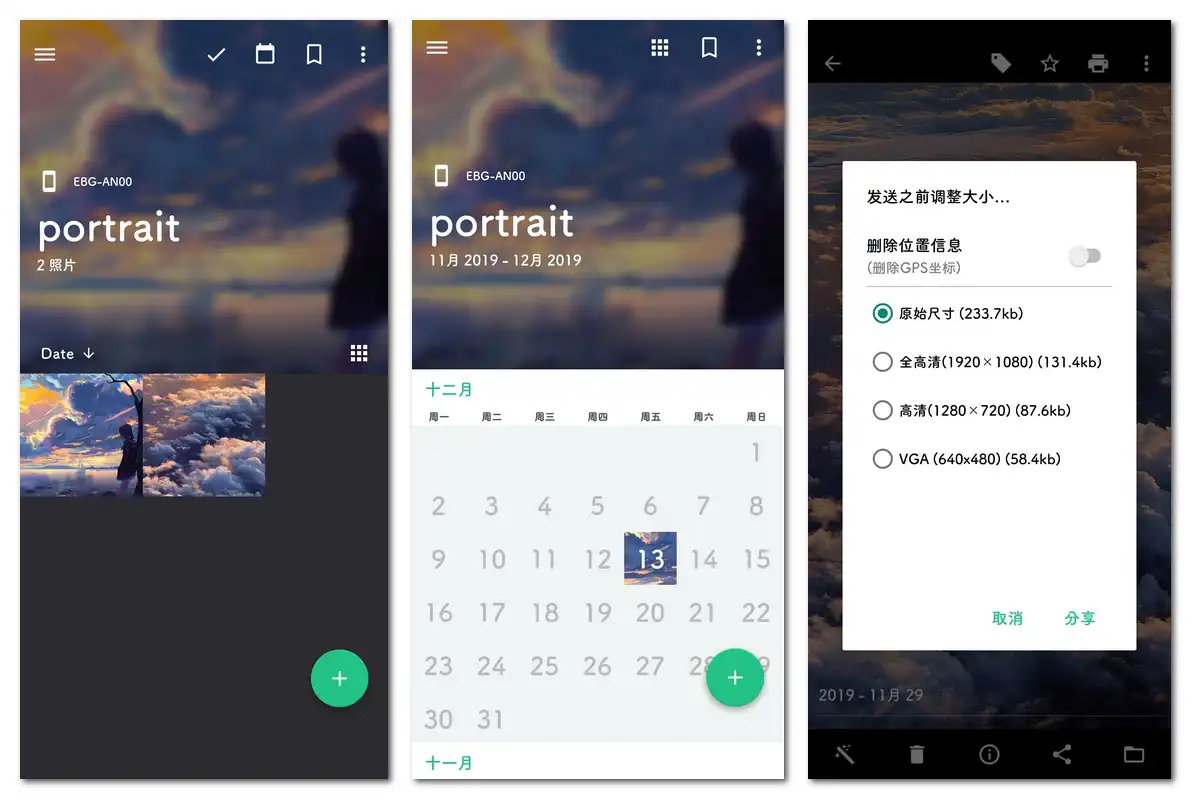 EBG-AN00
portrait
2 照片
Date ↓
EBG-AN00
portrait
11月 2019 - 12月 2019
十二月
周一 周二 周三 周四 周五 周六 周日
1
2 3 4 5 6 7 8
9 10 11 12 13 14 15
16 17 18 19 20 21 22
23 24 25 26 27 28 9
30 31
十一月
发送之前调整大小...
删除位置信息
(删除GPS坐标)
原始尺寸 (233.7kb)
全高清(1920×1080) (131.4kb)
高清(1280×720) (87.6kb)
VGA (640x480) (58.4kb)
取消 分享
2019 - 11月 29